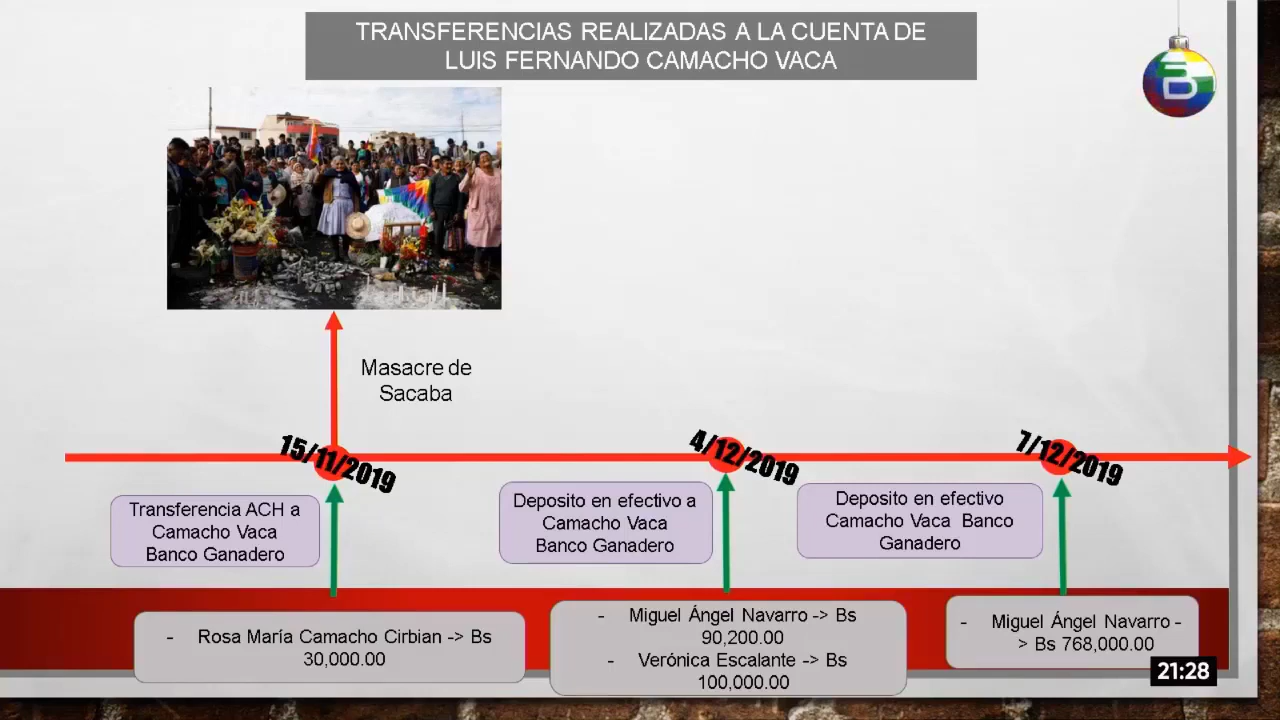 TRANSFERENCIAS REALIZADAS A LA CUENTA DE
LUIS FERNANDO CAMACHO VACA
B
Masacre de
Sacaba
15/11/2019
4/12/2019
7/12/2019
Transferencia ACH a
Camacho Vaca
Banco Ganadero
Deposito en efectivo a
Camacho Vaca
Banco Ganadero
Deposito en efectivo
Camacho Vaca Banco
Ganadero
- Rosa María Camacho Cirbian -> Bs
30,000.00
- Miguel Ángel Navarro -> Bs
90,200.00
- Verónica Escalante -> Bs
100,000.00
- Miguel Ángel Navarro -
> Bs 768,000.00
21:28